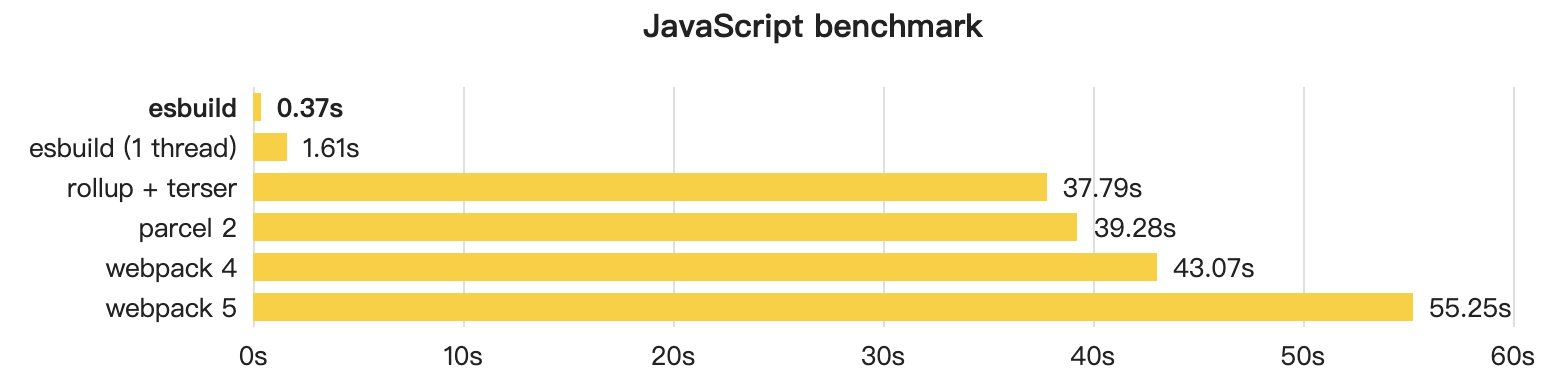 JavaScript benchmark
esbuild 0.37s
esbuild (1 thread) 1.61s
rollup + terser 37.79s
parcel 2 39.28s
webpack 4 43.07s
webpack 5 55.25s
0s 10s 20s 30s 40s 50s 60s